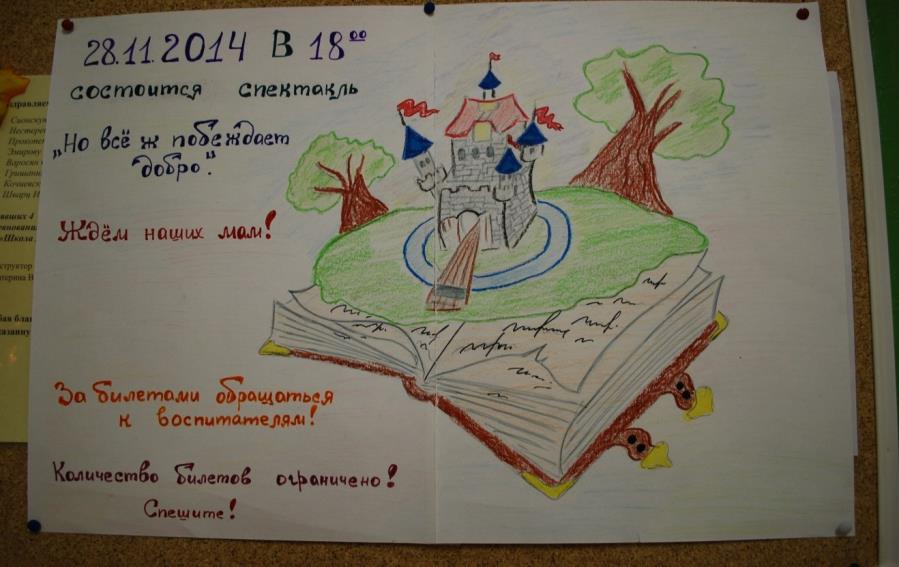 28.11.2014 В 18⁰⁰
состоится спектакль
„Но всё ж побеждает
добро".
Ждём наших мам!
За билетами обращаться
к воспитателям!
Количество билетов ограничено!
Спешите!